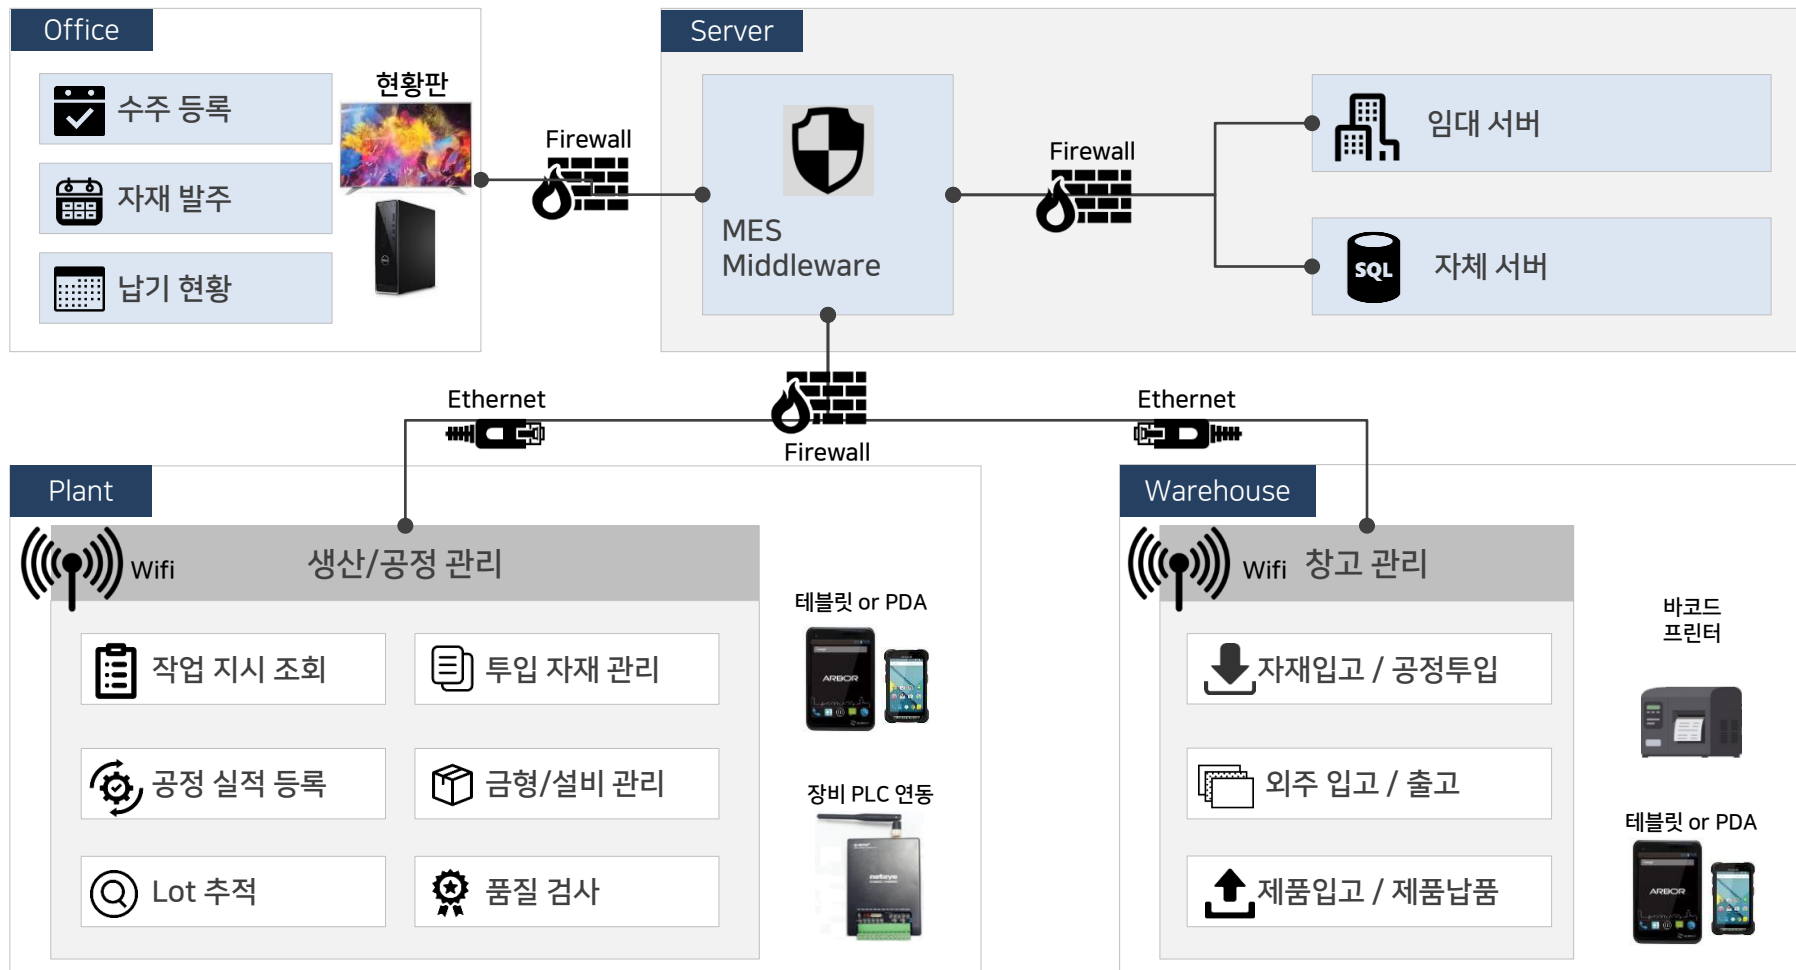 Office
수주 등록
자재 발주
납기 현황
현황판
Firewall
Server
MES
Middleware
Firewall
임대 서버
SQL
자체 서버
Ethernet
Firewall
Ethernet
Plant
Wifi
생산/공정 관리
작업 지시 조회
투입 자재 관리
공정 실적 등록
금형/설비 관리
Lot 추적
품질 검사
테블릿 or PDA
ARBOR
장비 PLC 연동
neteye
Warehouse
Wifi
창고 관리
자재입고 / 공정투입
외주 입고 / 출고
제품입고 / 제품납품
바코드
프린터
테블릿 or PDA
ARBOR